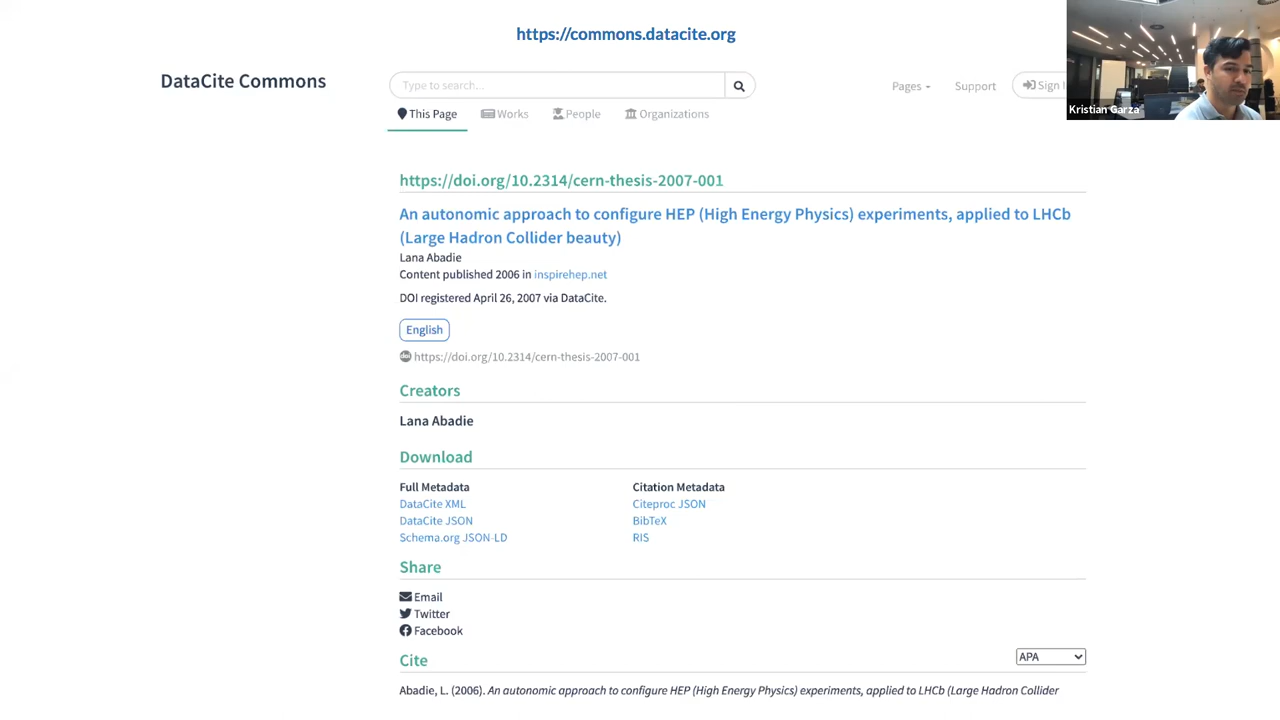 https://commons.datacite.org
DataCite Commons
Type to search...
Pages
Support
Sign I
Kristian Garza
This Page
Works
People
Organizations
https://doi.org/10.2314/cern-thesis-2007-001
An autonomic approach to configure HEP (High Energy Physics) experiments, applied to LHCb
(Large Hadron Collider beauty)
Lana Abadie
Content published 2006 in inspirehep.net
DOI registered April 26, 2007 via DataCite.
English
https://doi.org/10.2314/cern-thesis-2007-001
Creators
Lana Abadie
Download
Full Metadata
DataCite XML
DataCite JSON
Schema.org JSON-LD
Citation Metadata
Citeproc JSON
BibTeX
RIS
Share
Email
Twitter
Facebook
Cite
APA
Abadie, L. (2006). An autonomic approach to configure HEP (High Energy Physics) experiments, applied to LHCb (Large Hadron Collider